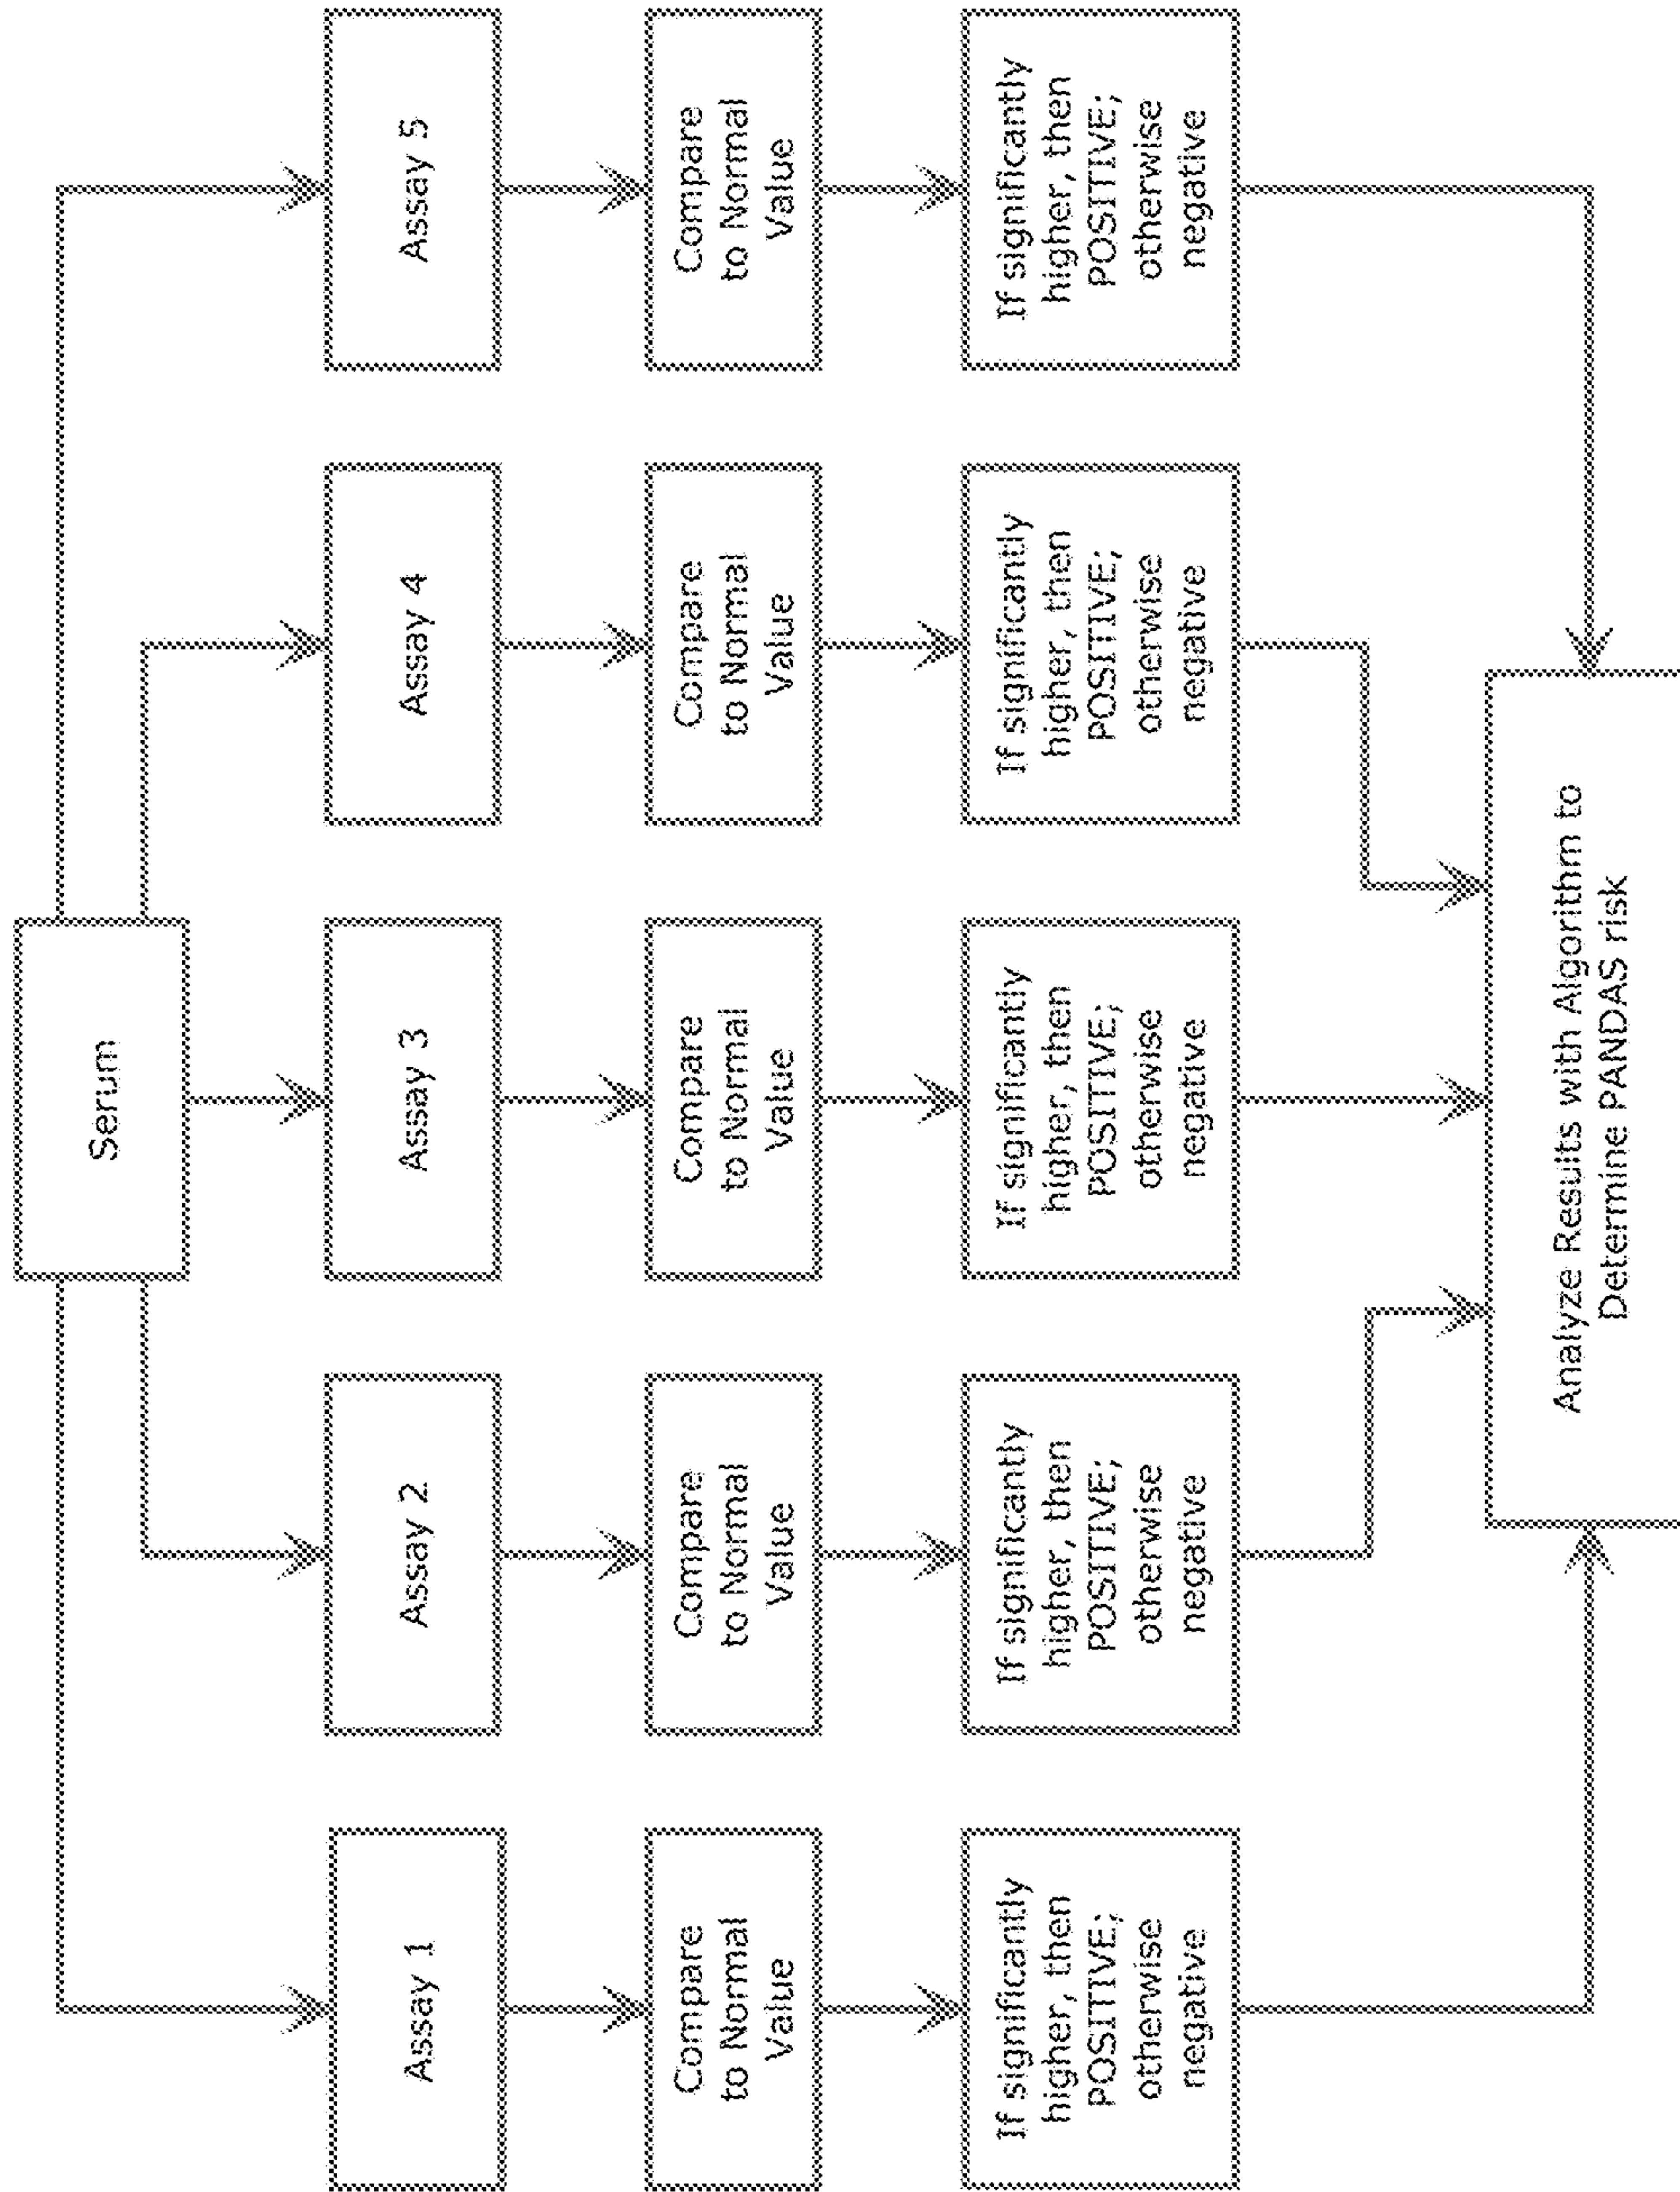 Serum
Assay 1
Assay 2
Assay 3
Assay 4
Assay 5
Compare
to Normal
Value
Compare
to Normal
Value
Compare
to Normal
Value
Compare
to Normal
Value
Compare
to Normal
Value
If significantly
higher, then
POSITIVE;
otherwise
negative
If significantly
higher, then
POSITIVE;
otherwise
negative
If significantly
higher, then
POSITIVE;
otherwise
negative
If significantly
higher, then
POSITIVE;
otherwise
negative
If significantly
higher, then
POSITIVE;
otherwise
negative
Analyze Results with Algorithm to
Determine PANDAS risk